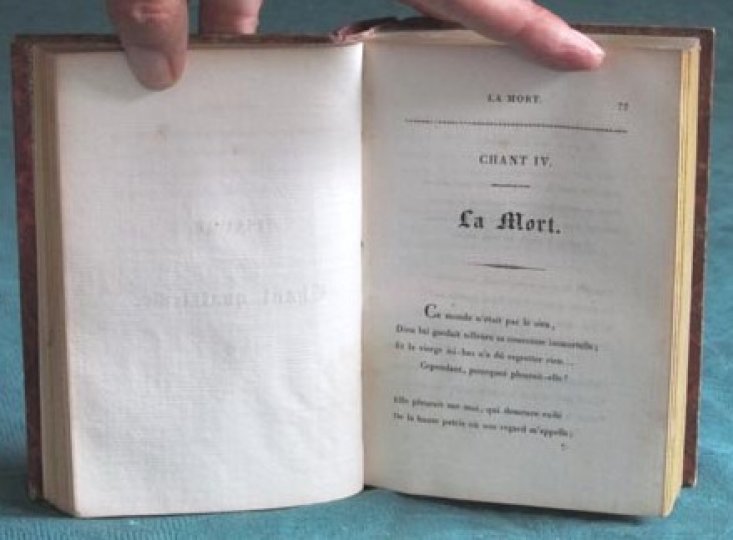 LA MORT. 77
CHANT IV.
La Mort.
Ce monde n'était pas le sien,
Dieu lui gardait ailleurs sa couronne immortelle;
Et la vierge ici-bas n'a dû regretter rien...
Cependant, pourquoi pleurait-elle?
Elle pleurait sur moi, qui demeure exilé
De la haute patrie où son regard m'appelle;